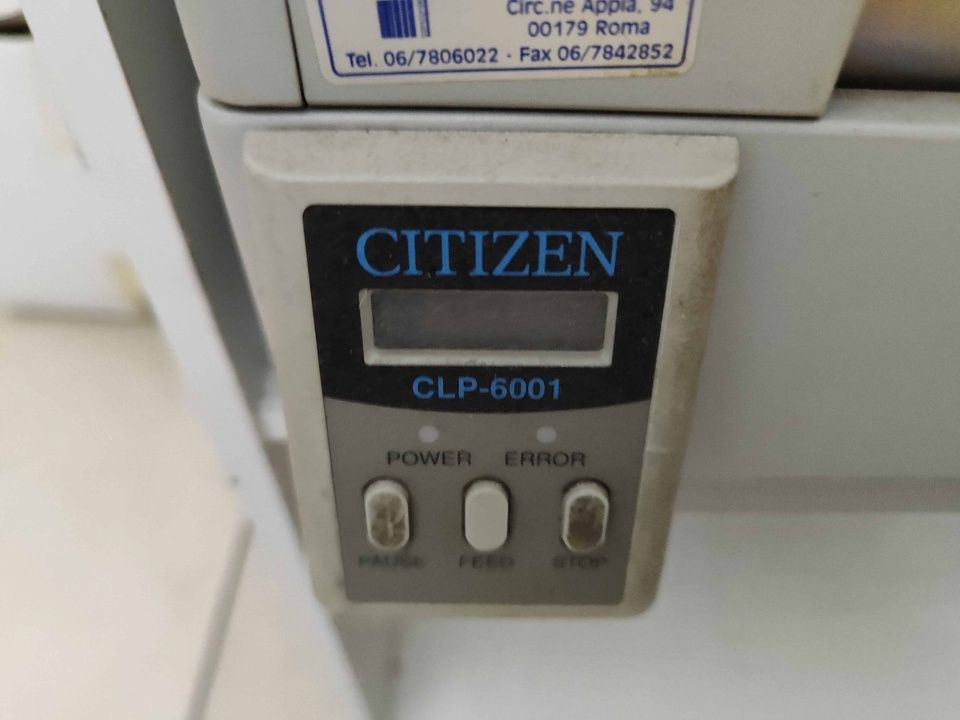 Circ.ne Appia, 94
00179 Roma
Tel. 06/7806022 - Fax 06/7842852
CITIZEN
CLP-6001
POWER ERROR
PAUSE FEED STOP